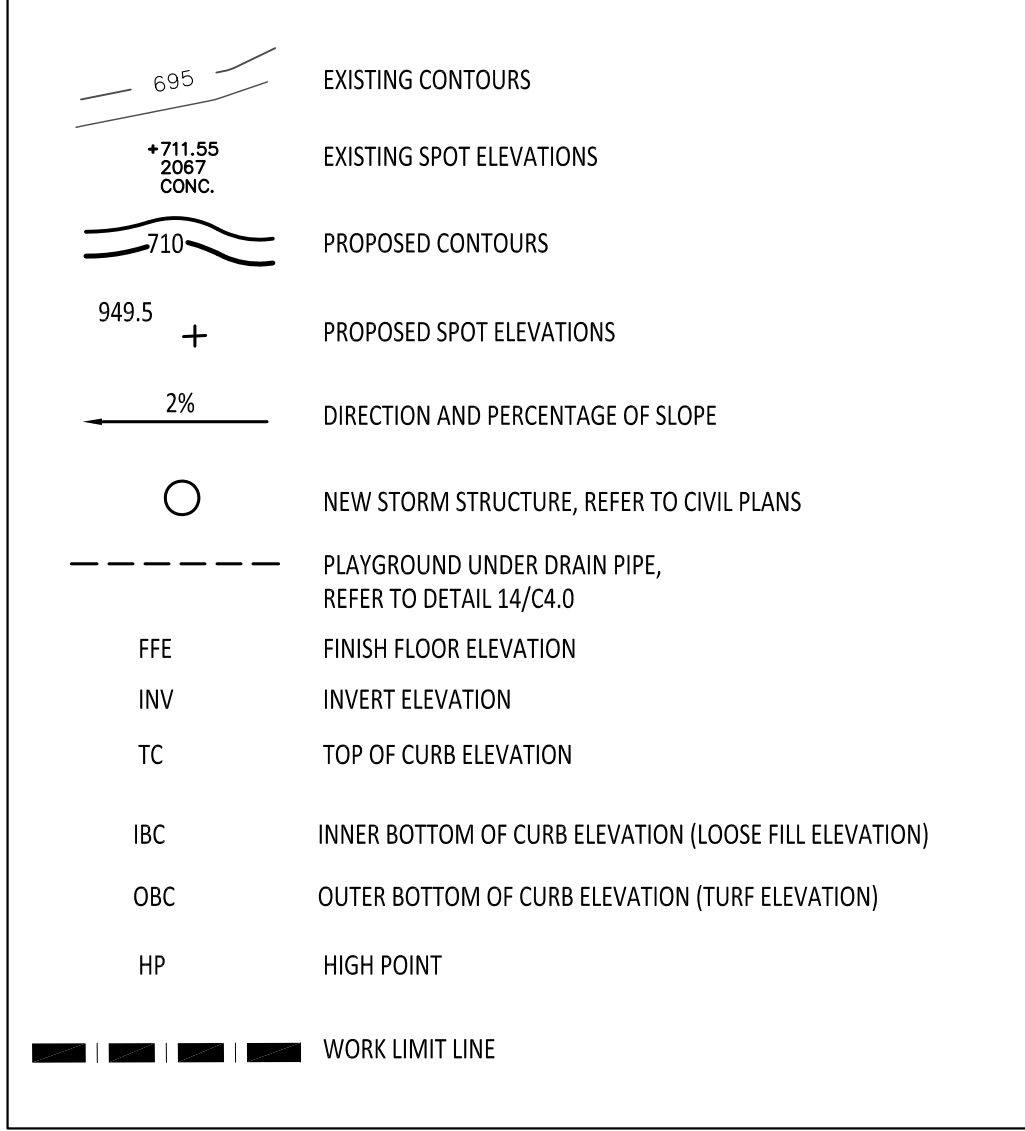 695 EXISTING CONTOURS
+711.55
2067
CONC.
EXISTING SPOT ELEVATIONS
710 PROPOSED CONTOURS
949.5
+
PROPOSED SPOT ELEVATIONS
2%
DIRECTION AND PERCENTAGE OF SLOPE
NEW STORM STRUCTURE, REFER TO CIVIL PLANS
PLAYGROUND UNDER DRAIN PIPE,
REFER TO DETAIL 14/C4.0
FFE FINISH FLOOR ELEVATION
INV INVERT ELEVATION
TC TOP OF CURB ELEVATION
IBC INNER BOTTOM OF CURB ELEVATION (LOOSE FILL ELEVATION)
OBC OUTER BOTTOM OF CURB ELEVATION (TURF ELEVATION)
HP HIGH POINT
WORK LIMIT LINE